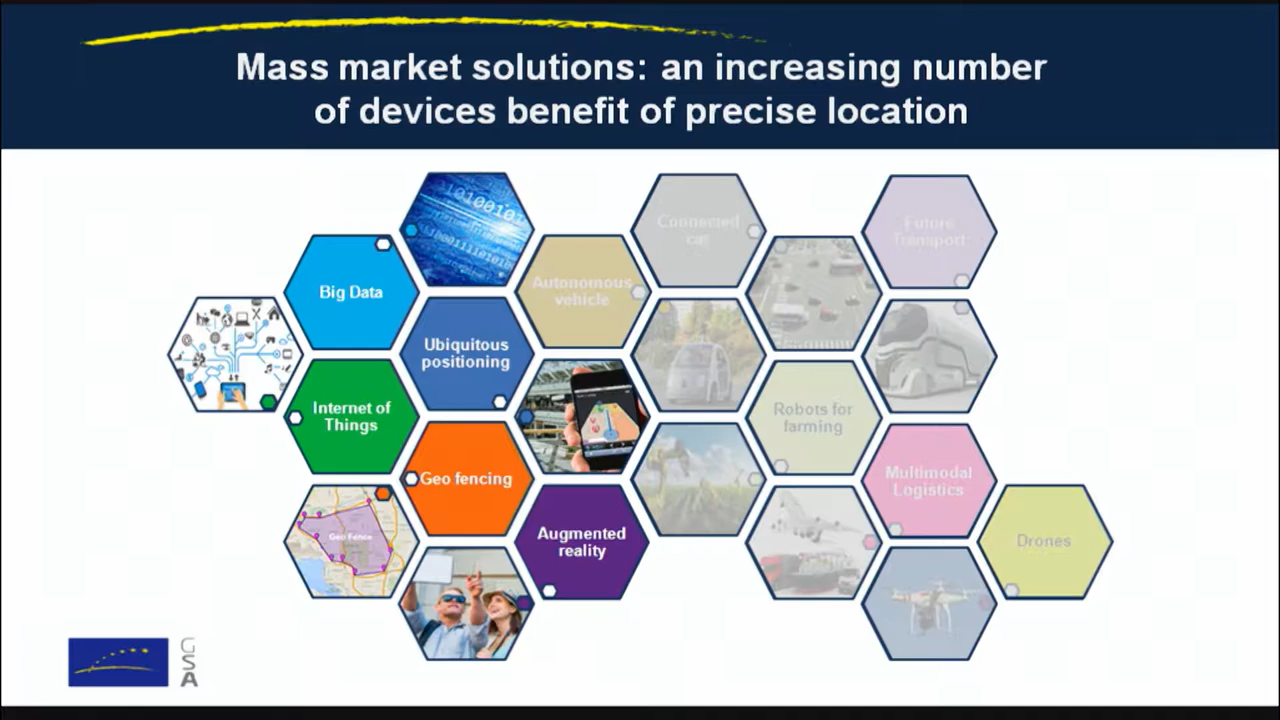 Mass market solutions: an increasing number
of devices benefit of precise location
Big Data
Ubiquitous
positioning
Internet of
Things
Geo fencing
Geo Fence
Augmented
reality
Autonomous
vehicle
Connected
car
Future
Transport
Robots for
farming
Multimodal
Logistics
Drones
GSA